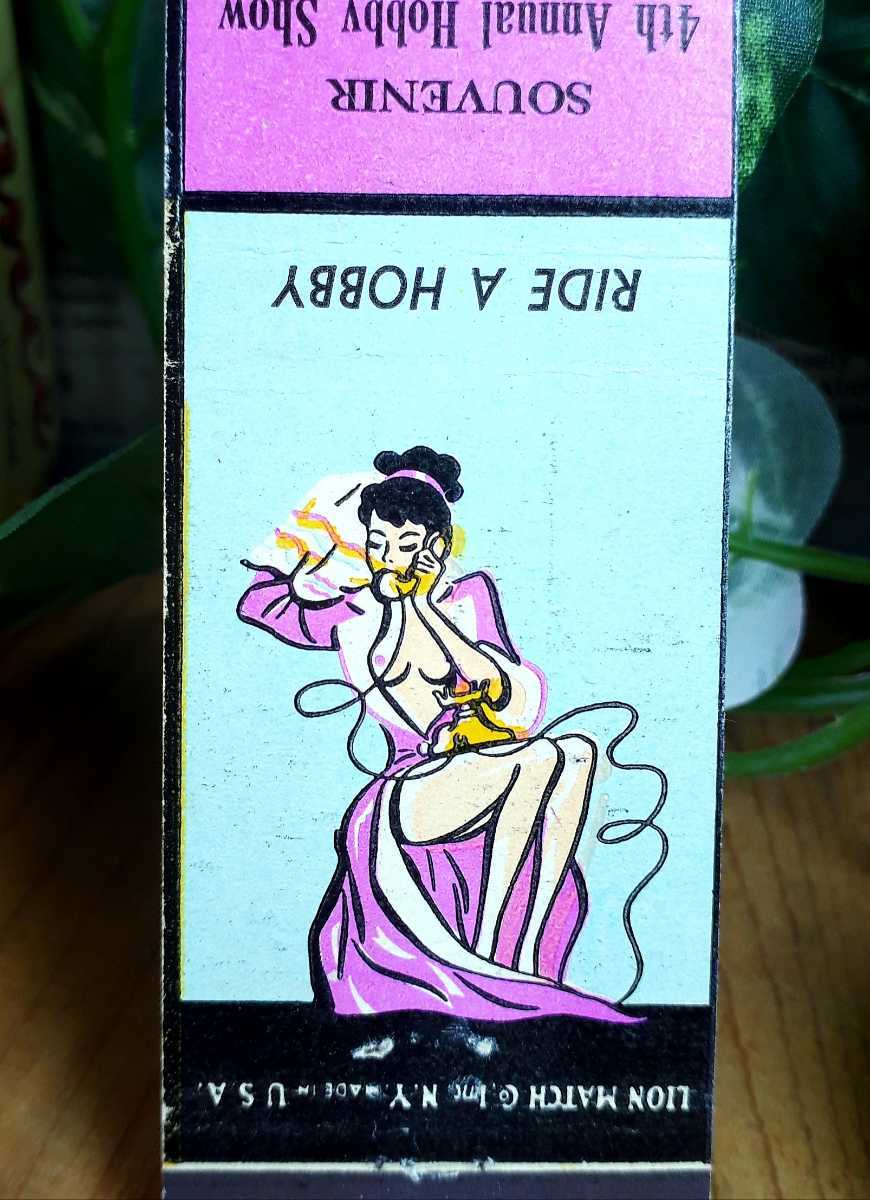 LION MATCH Co., Inc., N.Y. MADE IN U S A.
RIDE A HOBBY
SOUVENIR
4th Annual Hobby Show